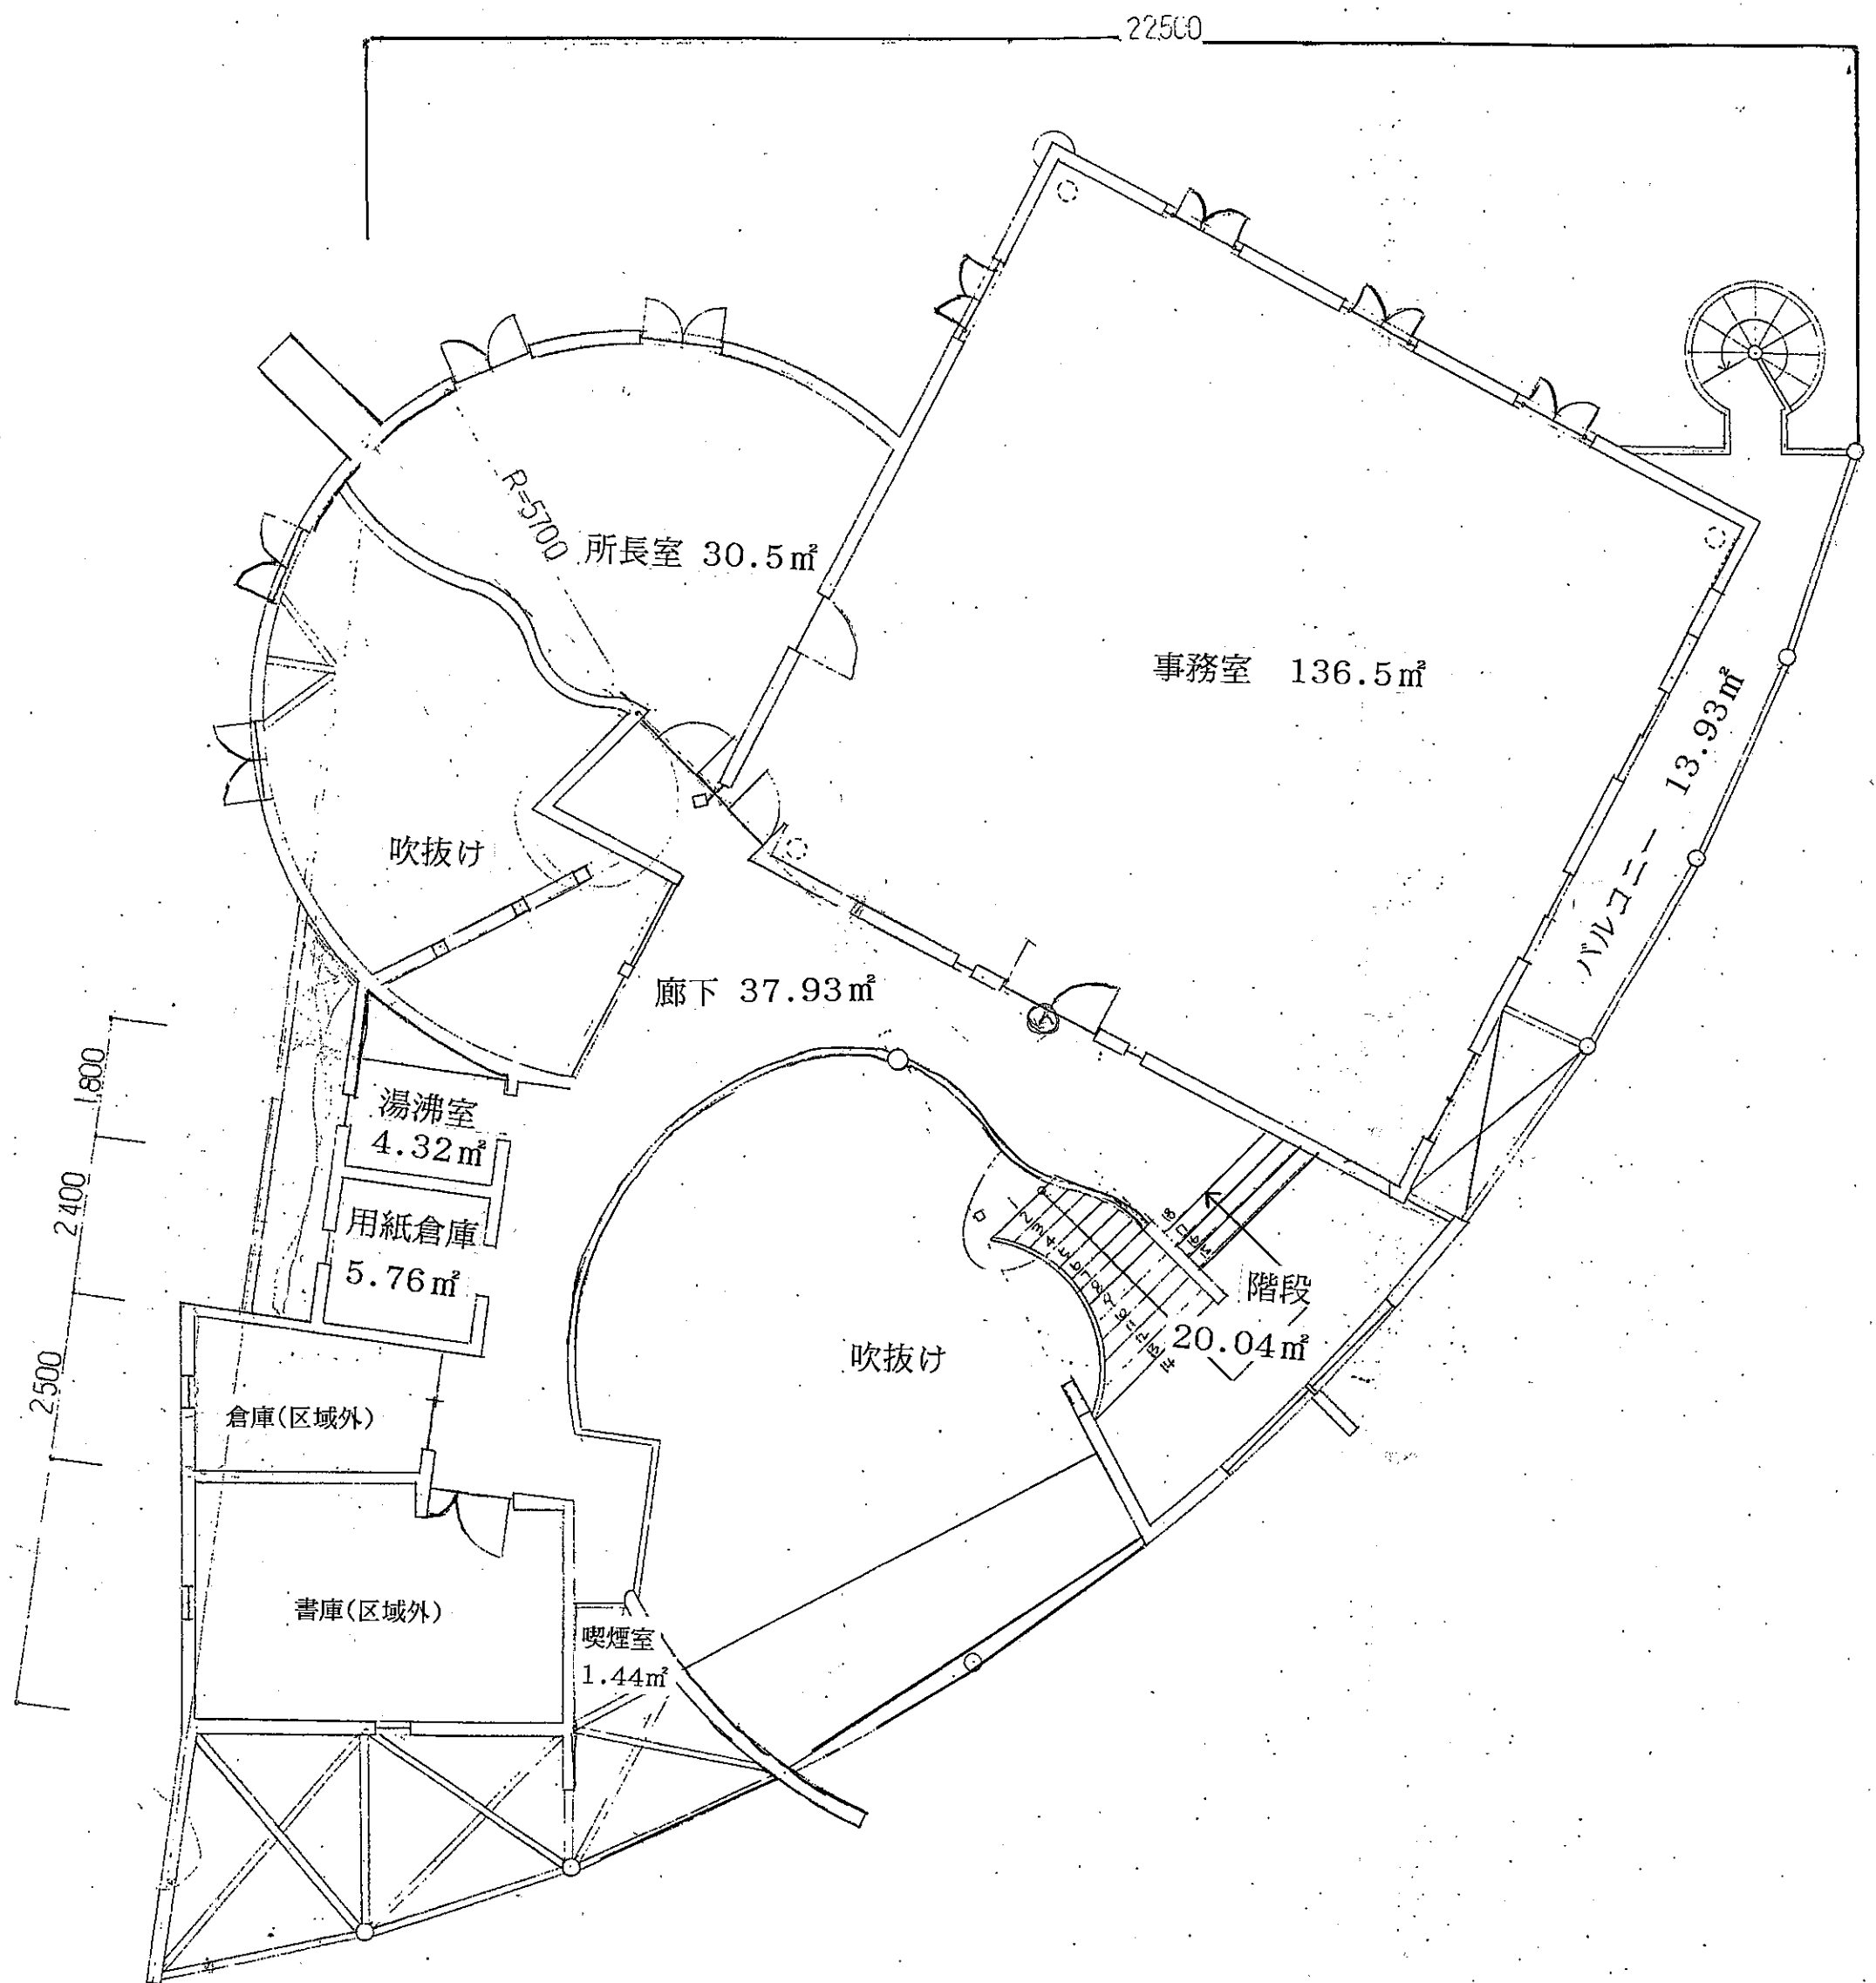 22500
R=5700
所長室 30.5㎡
事務室 136.5㎡
バルコニー 13.93㎡
吹抜け
廊下 37.93㎡
1,800
湯沸室
4.32㎡
2400
用紙倉庫
5.76㎡
階段
20.04㎡
吹抜け
2500
倉庫(区域外)
書庫(区域外)
喫煙室
1.44㎡